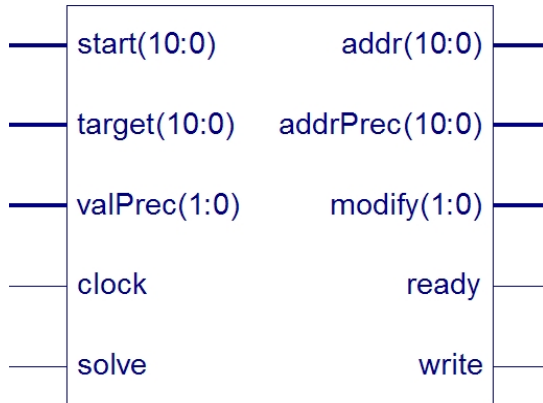 start(10:0) addr(10:0)
target(10:0) addrPrec(10:0)
valPrec(1:0) modify(1:0)
clock ready
solve write